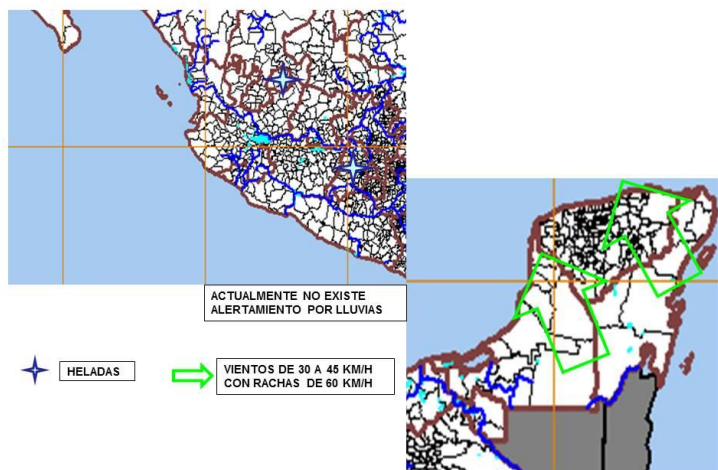 ACTUALMENTE NO EXISTE
ALERTAMIENTO POR LLUVIAS
HELADAS
VIENTOS DE 30 A 45 KM/H
CON RACHAS DE 60 KM/H